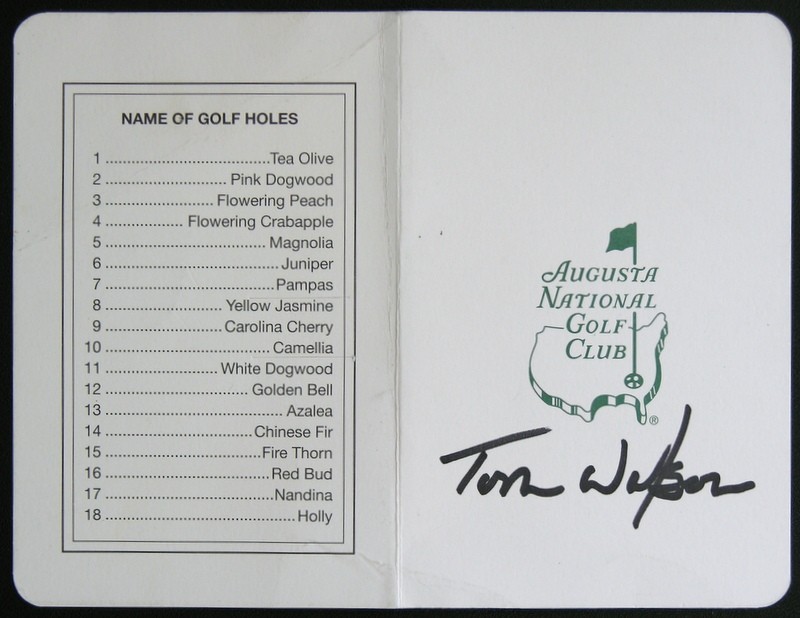 NAME OF GOLF HOLES
1 ........................................Tea Olive
2 ............................. Pink Dogwood
3 ................................. Flowering Peach
4 ................... Flowering Crabapple
5 ....................................... Magnolia
6 ..........................................Juniper
7 .........................................Pampas
8 ............................ Yellow Jasmine
9 .............................Carolina Cherry
10 ........................................Camellia
11 ...........................White Dogwood
12 .................................. Golden Bell
13 ........................................... Azalea
14 ...................................Chinese Fir
15 ......................................Fire Thorn
16 ........................................Red Bud
17 .........................................Nandina
18 .............................................. Holly
AUGUSTA
NATIONAL
GOLF
CLUB
®
Tom Watson